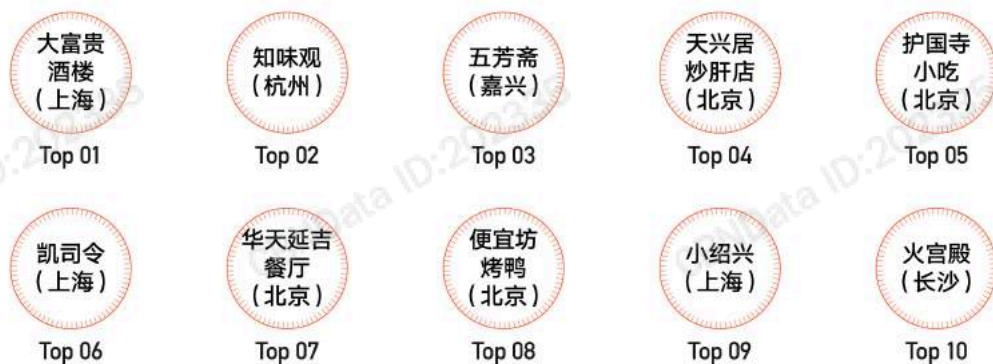 大富贵
酒楼
(上海)
Top 01
知味观
(杭州)
Top 02
五芳斋
(嘉兴)
Top 03
天兴居
炒肝店
(北京)
Top 04
护国寺
小吃
(北京)
Top 05
凯司令
(上海)
Top 06
华天延吉
餐厅
(北京)
Top 07
便宜坊
烤鸭
(北京)
Top 08
小绍兴
(上海)
Top 09
火宫殿
(长沙)
Top 10